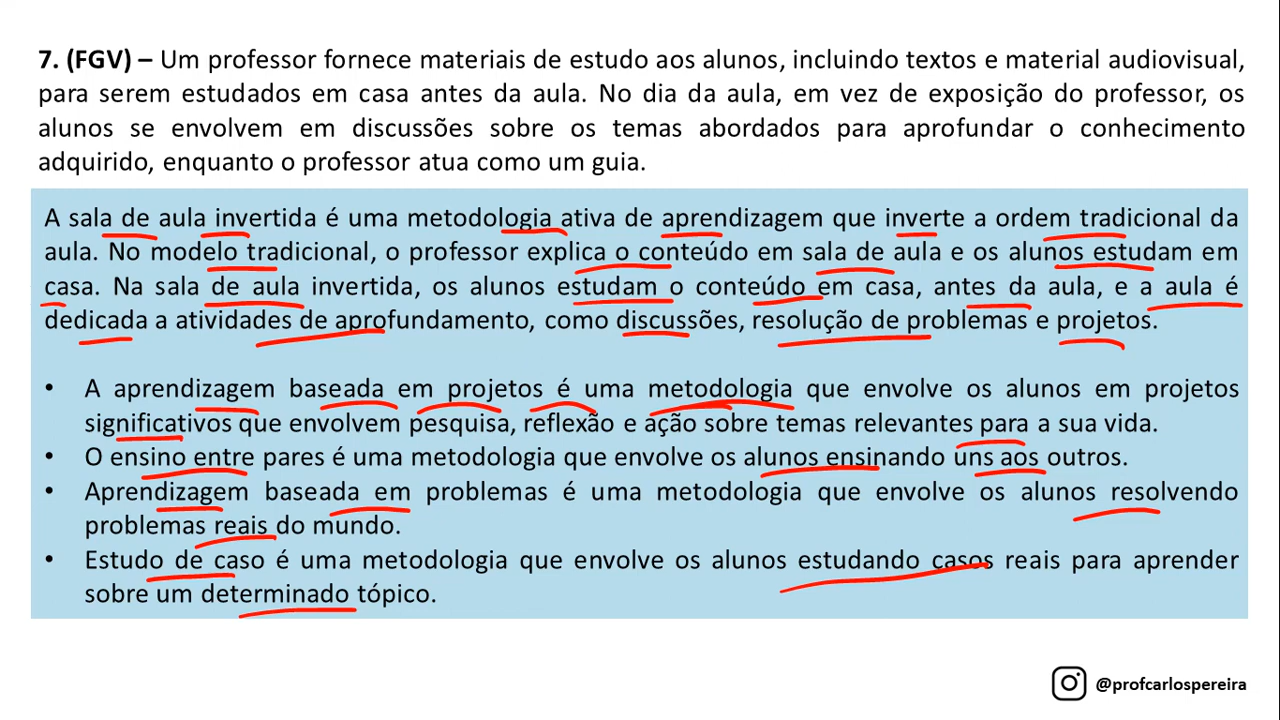 7. (FGV) – Um professor fornece materiais de estudo aos alunos, incluindo textos e material audiovisual,
para serem estudados em casa antes da aula. No dia da aula, em vez de exposição do professor, os
alunos se envolvem em discussões sobre os temas abordados para aprofundar o conhecimento
adquirido, enquanto o professor atua como um guia.
A sala de aula invertida é uma metodologia ativa de aprendizagem que inverte a ordem tradicional da
aula. No modelo tradicional, o professor explica o conteúdo em sala de aula e os alunos estudam em
casa. Na sala de aula invertida, os alunos estudam o conteúdo em casa, antes da aula, e a aula é
dedicada a atividades de aprofundamento, como discussões, resolução de problemas e projetos.
• A aprendizagem baseada em projetos é uma metodologia que envolve os alunos em projetos
significativos que envolvem pesquisa, reflexão e ação sobre temas relevantes para a sua vida.
• O ensino entre pares é uma metodologia que envolve os alunos ensinando uns aos outros.
• Aprendizagem baseada em problemas é uma metodologia que envolve os alunos resolvendo
problemas reais do mundo.
• Estudo de caso é uma metodologia que envolve os alunos estudando casos reais para aprender
sobre um determinado tópico.
@profcarlospereira